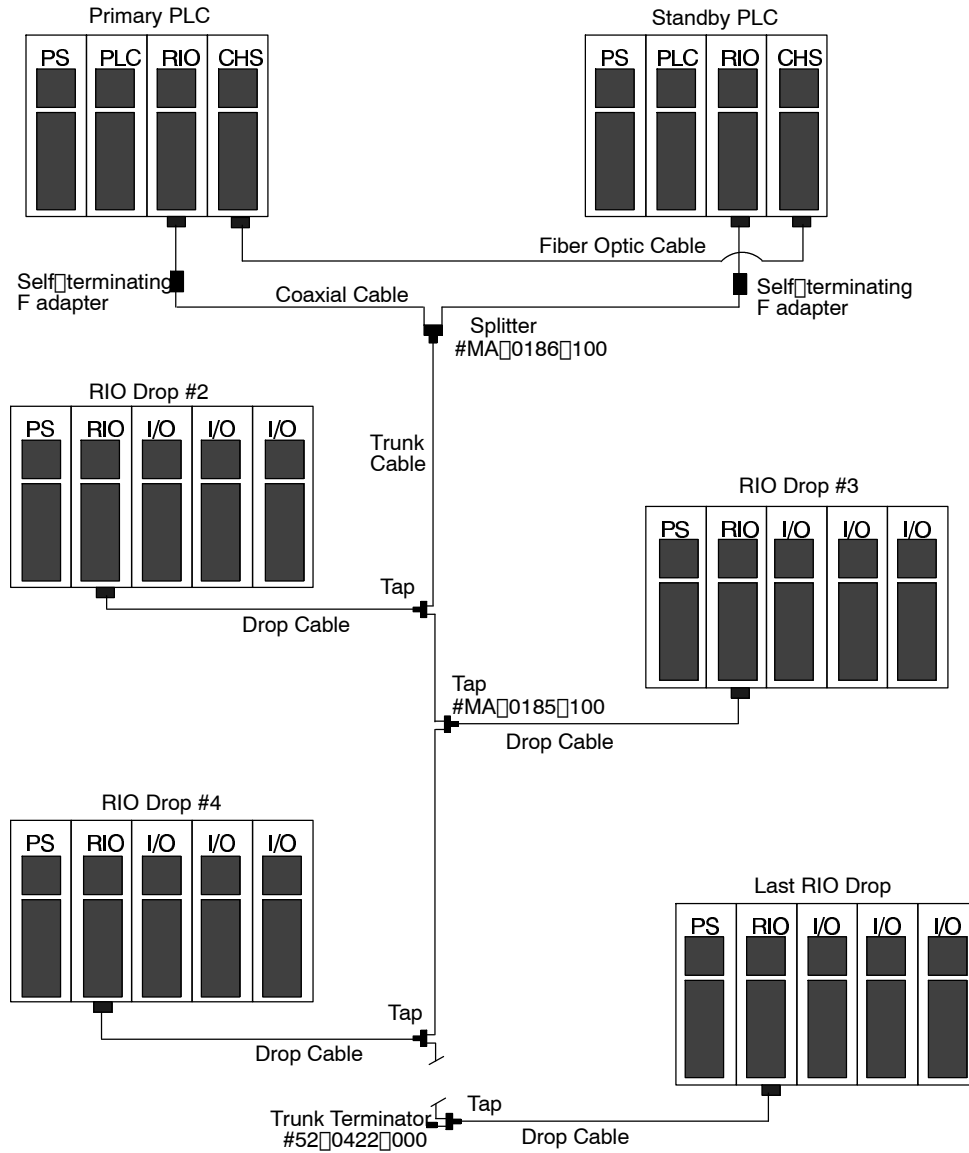 Primary PLC
PS PLC RIO CHS
Standby PLC
PS PLC RIO CHS
Fiber Optic Cable
Self▯terminating
F adapter
Coaxial Cable
Self▯terminating
F adapter
Splitter
#MA▯0186▯100
RIO Drop #2
PS RIO I/O I/O I/O
Trunk
Cable
RIO Drop #3
PS RIO I/O I/O I/O
Tap
Drop Cable
Tap
#MA▯0185▯100
Drop Cable
RIO Drop #4
PS RIO I/O I/O I/O
Last RIO Drop
PS RIO I/O I/O I/O
Tap
Drop Cable
Tap
Trunk Terminator
#52▯0422▯000
Drop Cable